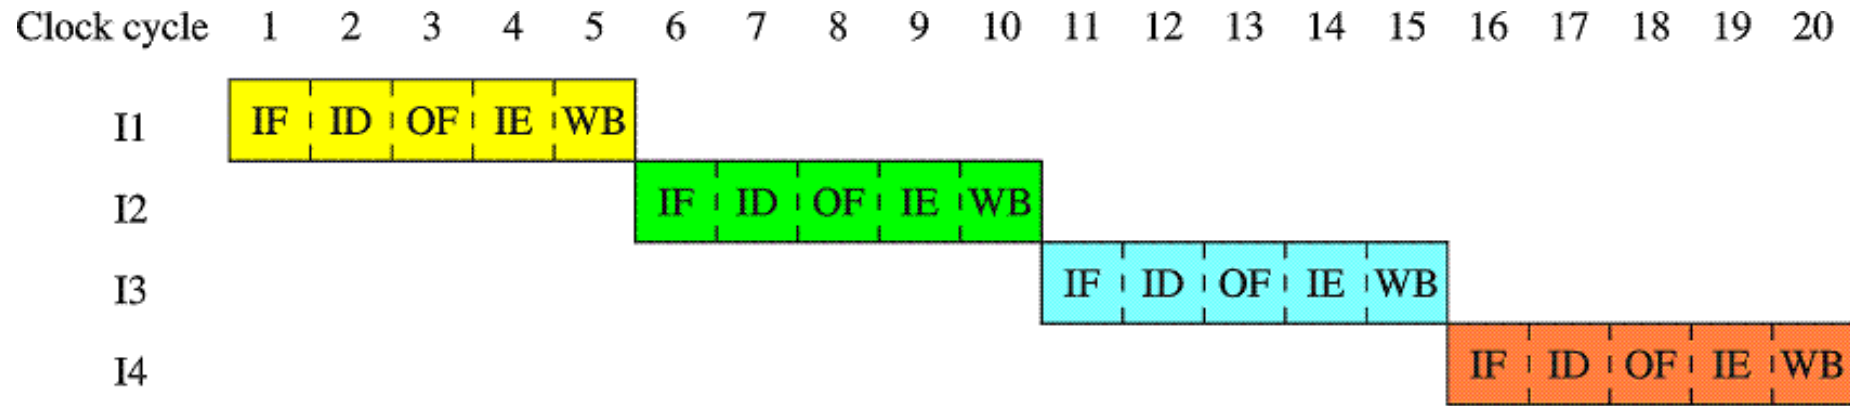 Clock cycle 1 2 3 4 5 6 7 8 9 10 11 12 13 14 15 16 17 18 19 20
I1 IF ID OF IE WB
I2 IF ID OF IE WB
I3 IF ID OF IE WB
I4 IF ID OF IE WB